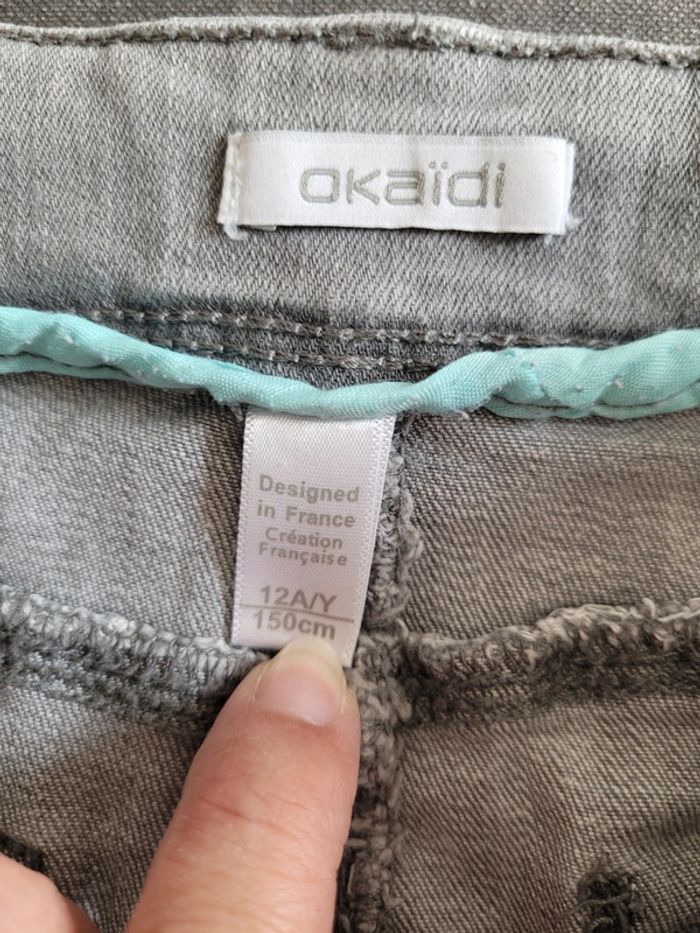 okaïdi
Designed
in France
Création
Française
12A/Y
150cm